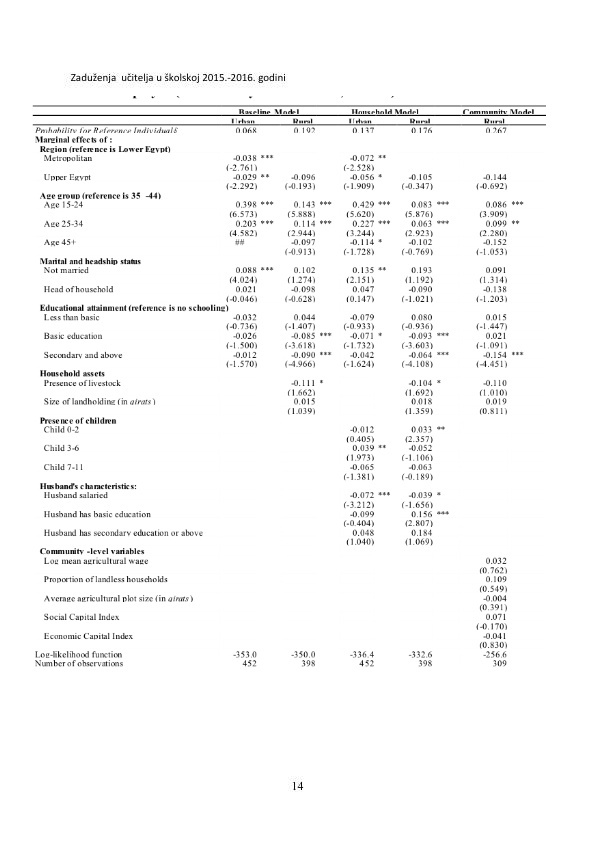 Zaduženja učitelja u školskoj 2015.-2016. godini
Baseline Model Household Model Community Model
Urban Rural Urban Rural Rural
Probability for Reference Individual& 0.068 0.192 0.137 0.176 0.267
Marginal effects of :
Region (reference is Lower Egypt)
Metropolitan -0.038 *** -0.072 **
(-2.761) (-2.528)
Upper Egypt -0.029 ** -0.096 -0.056 * -0.105 -0.144
(-2.292) (-0.193) (-1.909) (-0.347) (-0.692)
Age group (reference is 35 -44)
Age 15-24 0.398 *** 0.143 *** 0.429 *** 0.083 *** 0.086 ***
(6.573) (5.888) (5.620) (5.876) (3.909)
Age 25-34 0.203 *** 0.114 *** 0.227 *** 0.063 *** 0.099 **
(4.582) (2.944) (3.244) (2.923) (2.280)
Age 45+ ## -0.097 -0.114 * -0.102 -0.152
(-0.913) (-1.728) (-0.769) (-1.053)
Marital and headship status
Not married 0.088 *** 0.102 0.135 ** 0.193 0.091
(4.024) (1.274) (2.151) (1.192) (1.314)
Head of household 0.021 -0.098 0.047 -0.090 -0.138
(-0.046) (-0.628) (0.147) (-1.021) (-1.203)
Educational attainment (reference is no schooling)
Less than basic -0.032 0.044 -0.079 0.080 0.015
(-0.736) (-1.407) (-0.933) (-0.936) (-1.447)
Basic education -0.026 -0.085 *** -0.071 * -0.093 *** 0.021
(-1.500) (-3.618) (-1.732) (-3.603) (-1.091)
Secondary and above -0.012 -0.090 *** -0.042 -0.064 *** -0.154 ***
(-1.570) (-4.966) (-1.624) (-4.108) (-4.451)
Household assets
Presence of livestock -0.111 * -0.104 * -0.110
(1.662) (1.692) (1.010)
Size of landholding (in qirats) 0.015 0.018 0.019
(1.039) (1.359) (0.811)
Presence of children
Child 0-2 -0.012 0.033 **
(0.405) (2.357)
Child 3-6 0.039 ** -0.052
(1.973) (-1.106)
Child 7-11 -0.065 -0.063
(-1.381) (-0.189)
Husband's characteristics:
Husband salaried -0.072 *** -0.039 *
(-3.212) (-1.656)
Husband has basic education -0.099 0.156 ***
(-0.404) (2.807)
Husband has secondary education or above 0.048 0.184
(1.040) (1.069)
Community -level variables
Log mean agricultural wage 0.032
(0.762)
Proportion of landless households 0.109
(0.549)
Average agricultural plot size (in qirats) -0.004
(0.391)
Social Capital Index 0.071
(-0.170)
Economic Capital Index -0.041
(0.830)
Log-likelihood function -353.0 -350.0 -336.4 -332.6 -256.6
Number of observations 452 398 452 398 309
14